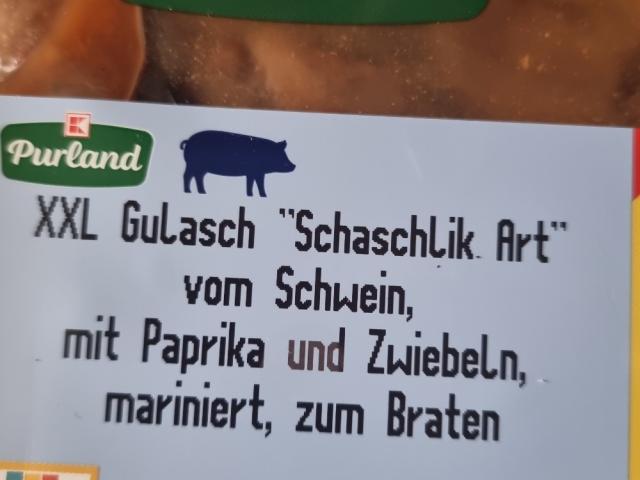 Purland
XXL Gulasch "Schaschlik Art"
vom Schwein,
mit Paprika und Zwiebeln,
mariniert, zum Braten